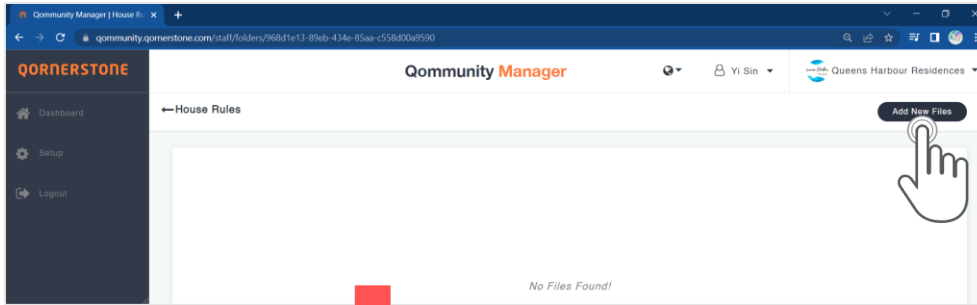 Qommunity Manager | House Ru
qommunity.qornerstone.com/staff/folders/968d1e13-89eb-434e-85aa-c558d00a9590
QORNERSTONE
Qommunity Manager
Yi Sin
Queens Harbour Residences
Dashboard
←House Rules
Add New Files
Setup
Logout
No Files Found!